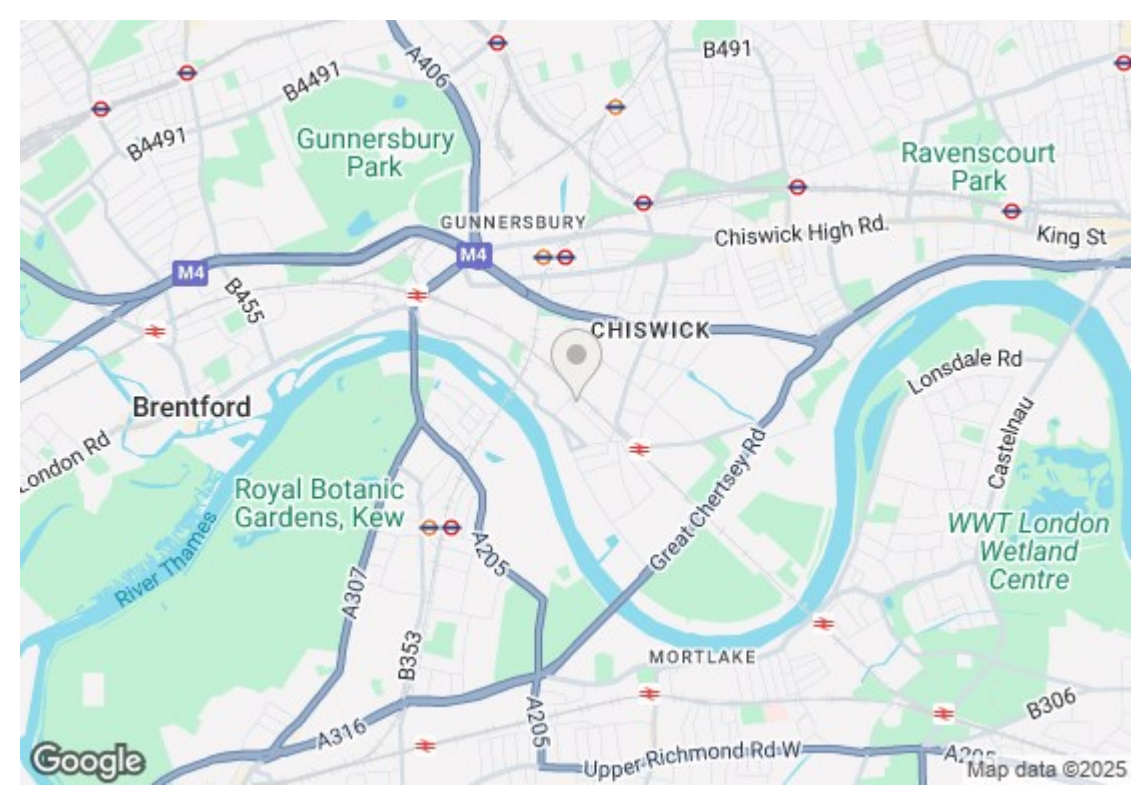 B491
A406
B4491
B4491
Gunnersbury
Park
Ravenscourt
Park
GUNNERSBURY
Chiswick High Rd.
King St
M4
M4
B455
CHISWICK
Lonsdale Rd
Brentford
Castelnau
London Rd
Great Chertsey Rd
Royal Botanic
Gardens, Kew
WWT London
Wetland
Centre
River Thames
A205
A307
B353
MORTLAKE
B306
A316
A205
Upper Richmond Rd W
A205
Google
Map data ©2025